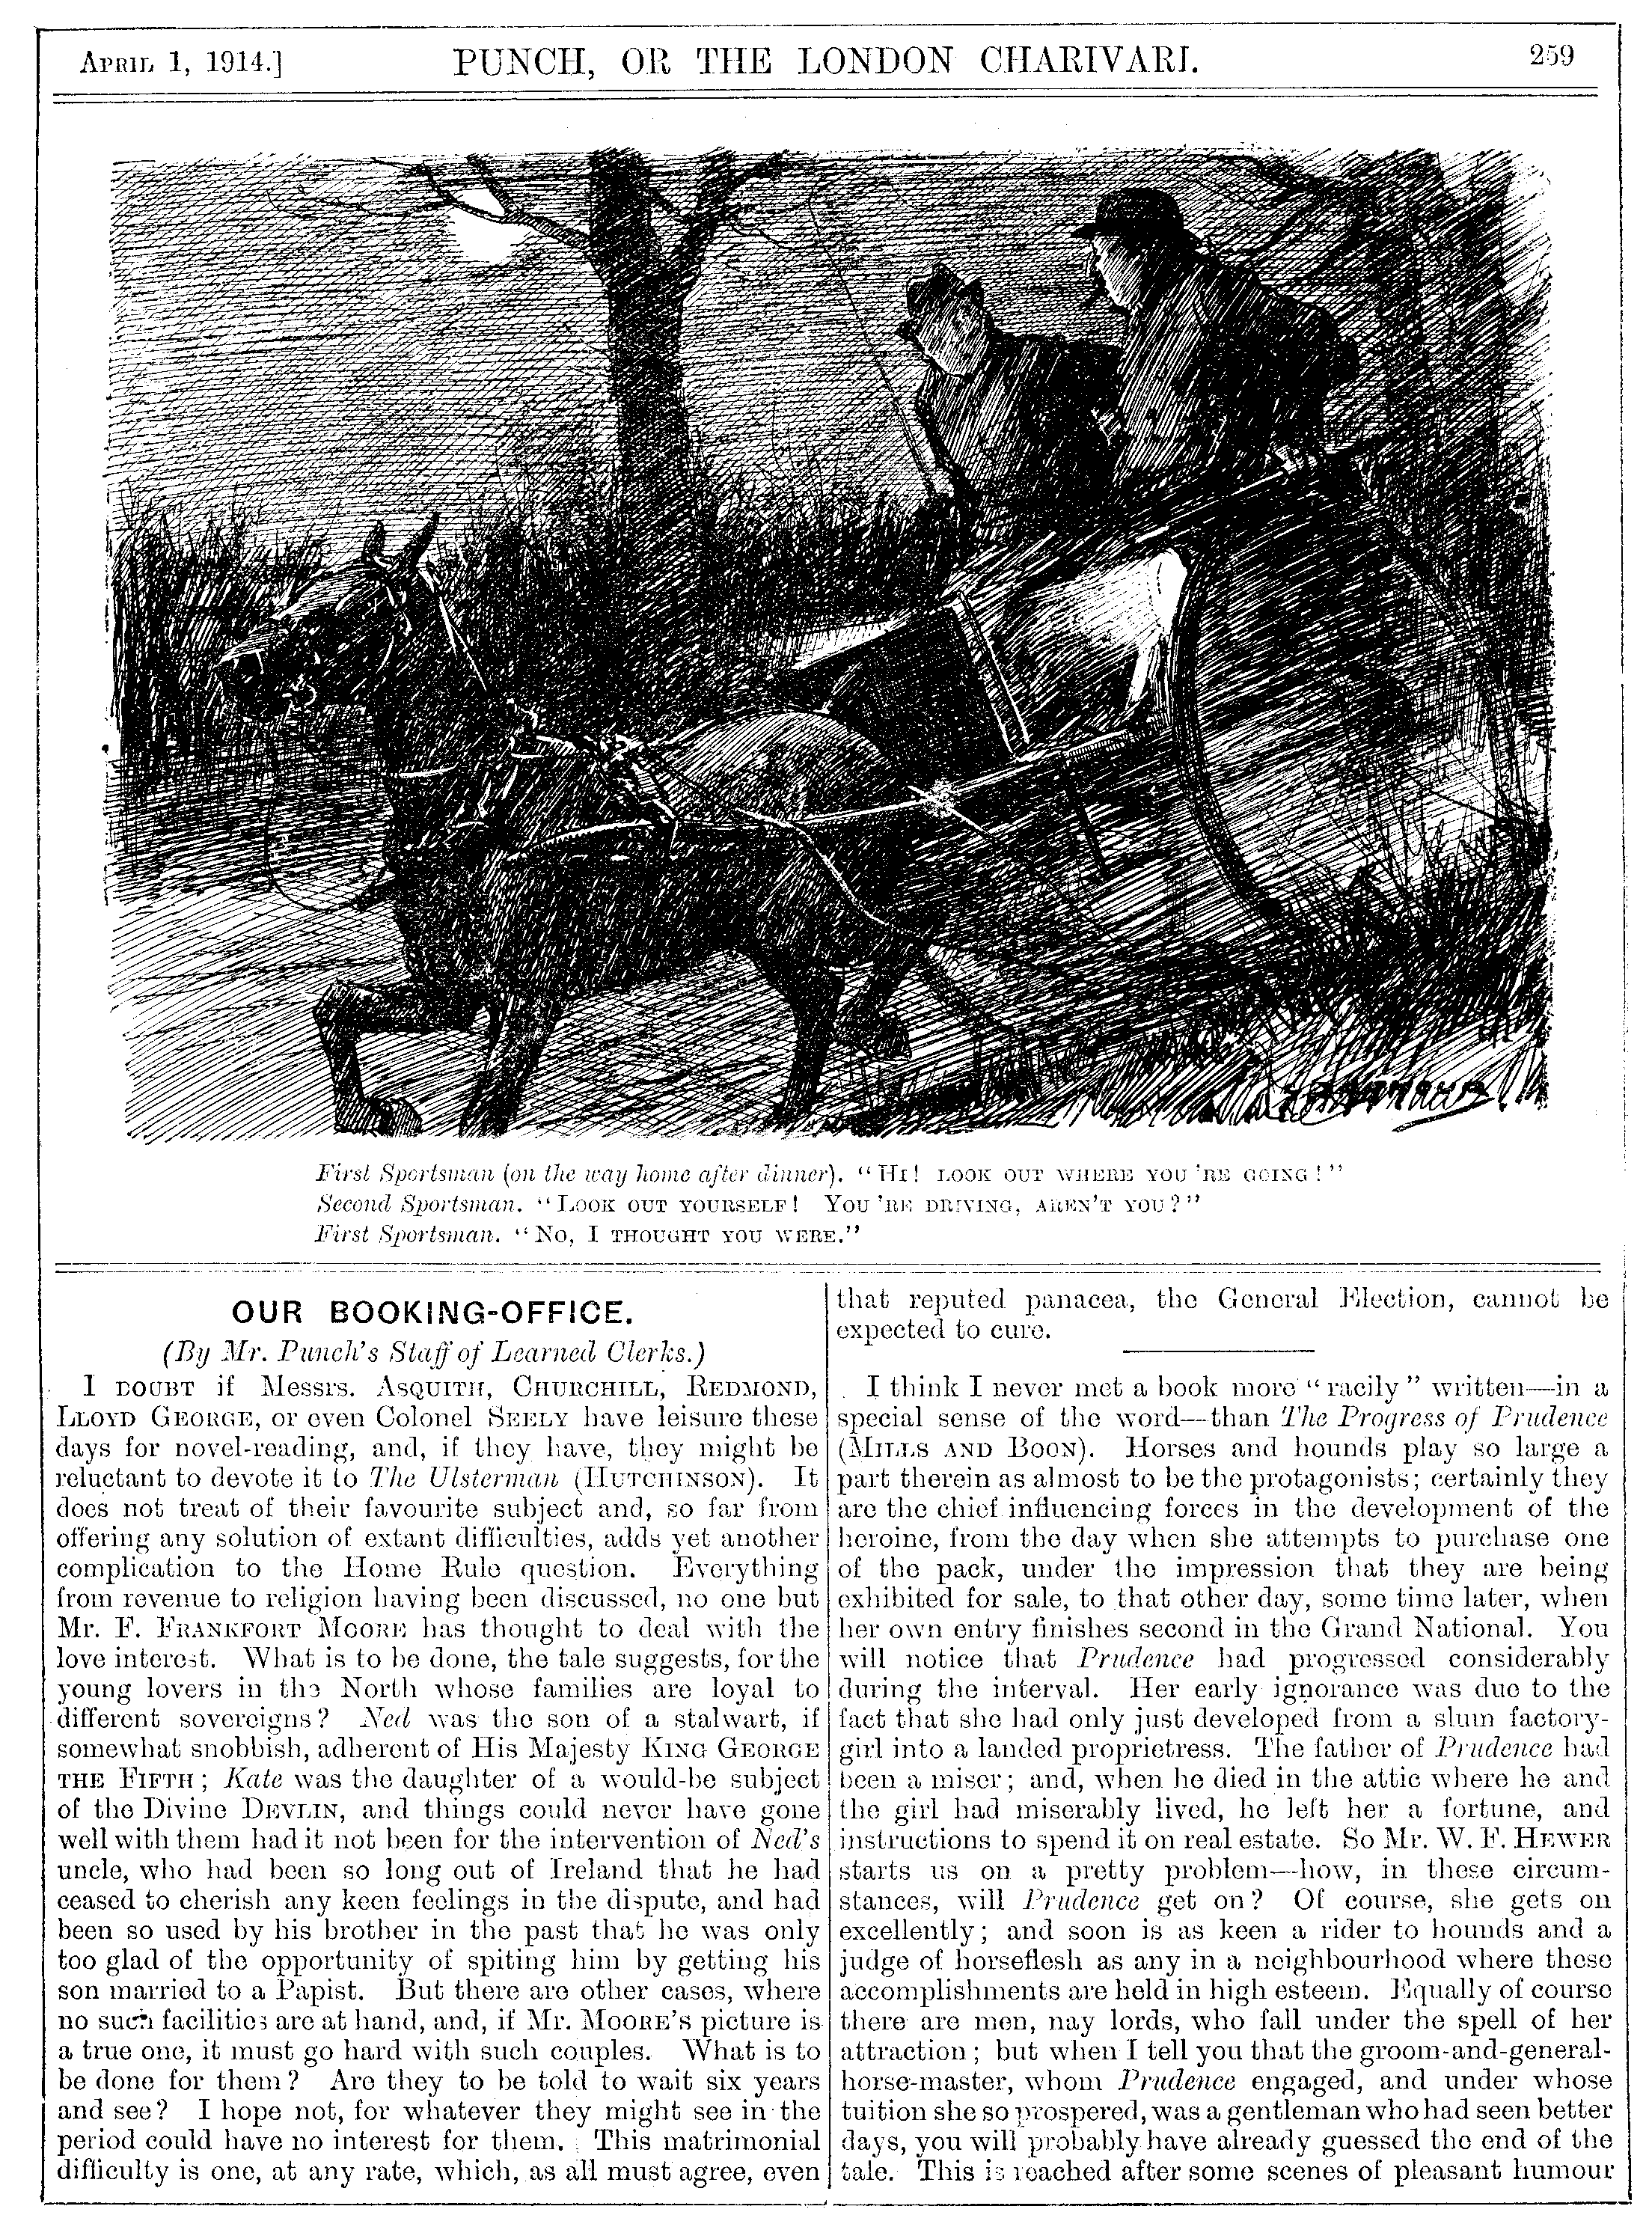 APRIL 1, 1914.]
PUNCH, OR THE LONDON CHARIVARI.
259
First Sportsman (on the way home after dinner). "HI! LOOK OUT WHERE YOU'RE GOING!"
Second Sportsman. "LOOK OUT YOURSELF! YOU'RE DRIVING, AREN'T YOU?"
First Sportsman. "NO, I THOUGHT YOU WERE."
OUR BOOKING-OFFICE.
(By Mr. Punch's Staff of Learned Clerks.)
I DOUBT if Messrs. ASQUITH, CHURCHILL, REDMOND,
LLOYD GEORGE, or even Colonel SEELY have leisure these
days for novel-reading, and, if they have, they might be
reluctant to devote it to The Ulsterman (HUTCHINSON). It
does not treat of their favourite subject and, so far from
offering any solution of extant difficulties, adds yet another
complication to the Home Rule question. Everything
from revenue to religion having been discussed, no one but
Mr. F. FRANKFORT MOORE has thought to deal with the
love interest. What is to be done, the tale suggests, for the
young lovers in the North whose families are loyal to
different sovereigns? Ned was the son of a stalwart, if
somewhat snobbish, adherent of His Majesty KING GEORGE
THE FIFTH; Kate was the daughter of a would-be subject
of the Divine DEVLIN, and things could never have gone
well with them had it not been for the intervention of Ned's
uncle, who had been so long out of Ireland that he had
ceased to cherish any keen feelings in the dispute, and had
been so used by his brother in the past that he was only
too glad of the opportunity of spiting him by getting his
son married to a Papist. But there are other cases, where
no such facilities are at hand, and, if Mr. MOORE'S picture is
a true one, it must go hard with such couples. What is to
be done for them? Are they to be told to wait six years
and see? I hope not, for whatever they might see in the
period could have no interest for them. This matrimonial
difficulty is one, at any rate, which, as all must agree, even
that reputed panacea, the General Election, cannot be
expected to cure.
I think I never met a book more "racily" written—in a
special sense of the word—than The Progress of Prudence
(MILLS AND BOON). Horses and hounds play so large a
part therein as almost to be the protagonists; certainly they
are the chief influencing forces in the development of the
heroine, from the day when she attempts to purchase one
of the pack, under the impression that they are being
exhibited for sale, to that other day, some time later, when
her own entry finishes second in the Grand National. You
will notice that Prudence had progressed considerably
during the interval. Her early ignorance was due to the
fact that she had only just developed from a slum factory-
girl into a landed proprietress. The father of Prudence had
been a miser; and, when he died in the attic where he and
the girl had miserably lived, he left her a fortune, and
instructions to spend it on real estate. So Mr. W. F. HEWER
starts us on a pretty problem—how, in these circum-
stances, will Prudence get on? Of course, she gets on
excellently; and soon is as keen a rider to hounds and a
judge of horseflesh as any in a neighbourhood where these
accomplishments are held in high esteem. Equally of course
there are men, nay lords, who fall under the spell of her
attraction; but when I tell you that the groom-and-general-
horse-master, whom Prudence engaged, and under whose
tuition she so prospered, was a gentleman who had seen better
days, you will probably have already guessed the end of the
tale. This is reached after some scenes of pleasant humour